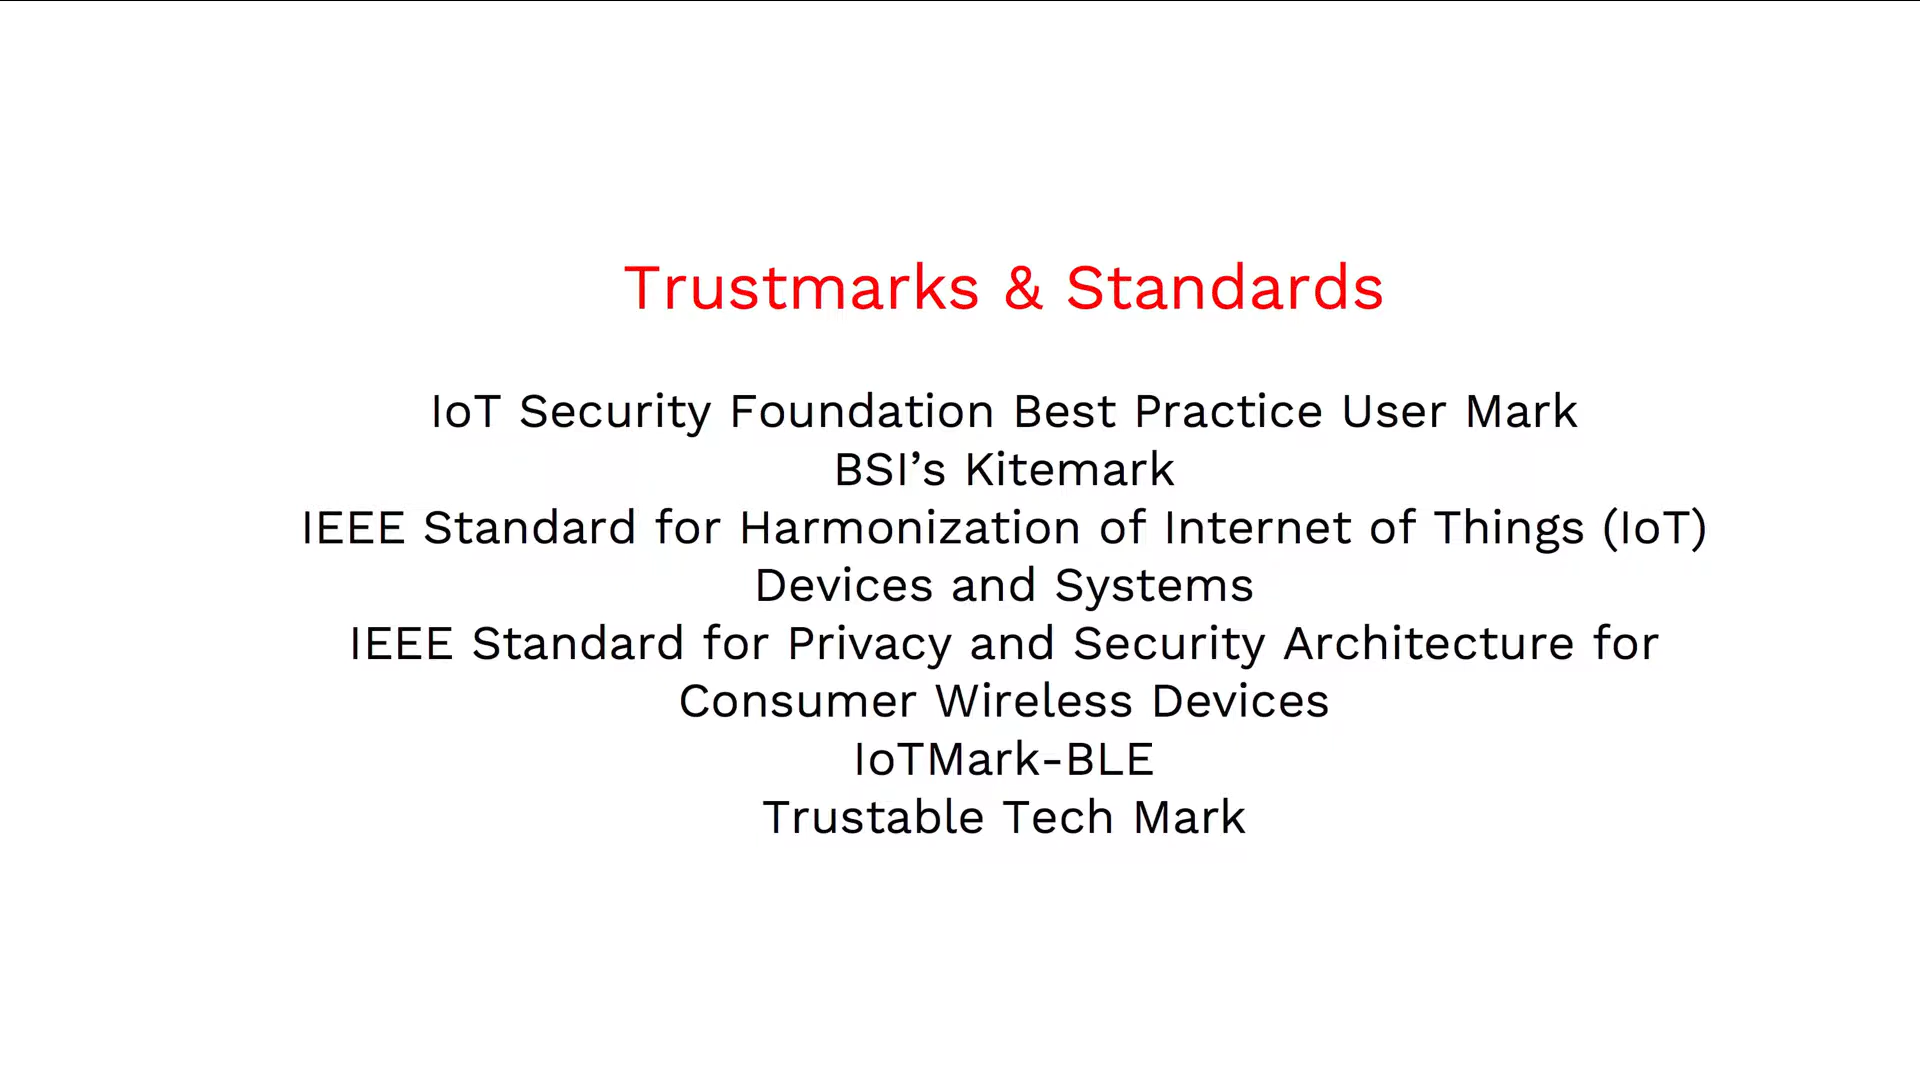 Trustmarks & Standards
IoT Security Foundation Best Practice User Mark
BSI’s Kitemark
IEEE Standard for Harmonization of Internet of Things (IoT)
Devices and Systems
IEEE Standard for Privacy and Security Architecture for
Consumer Wireless Devices
IoTMark-BLE
Trustable Tech Mark